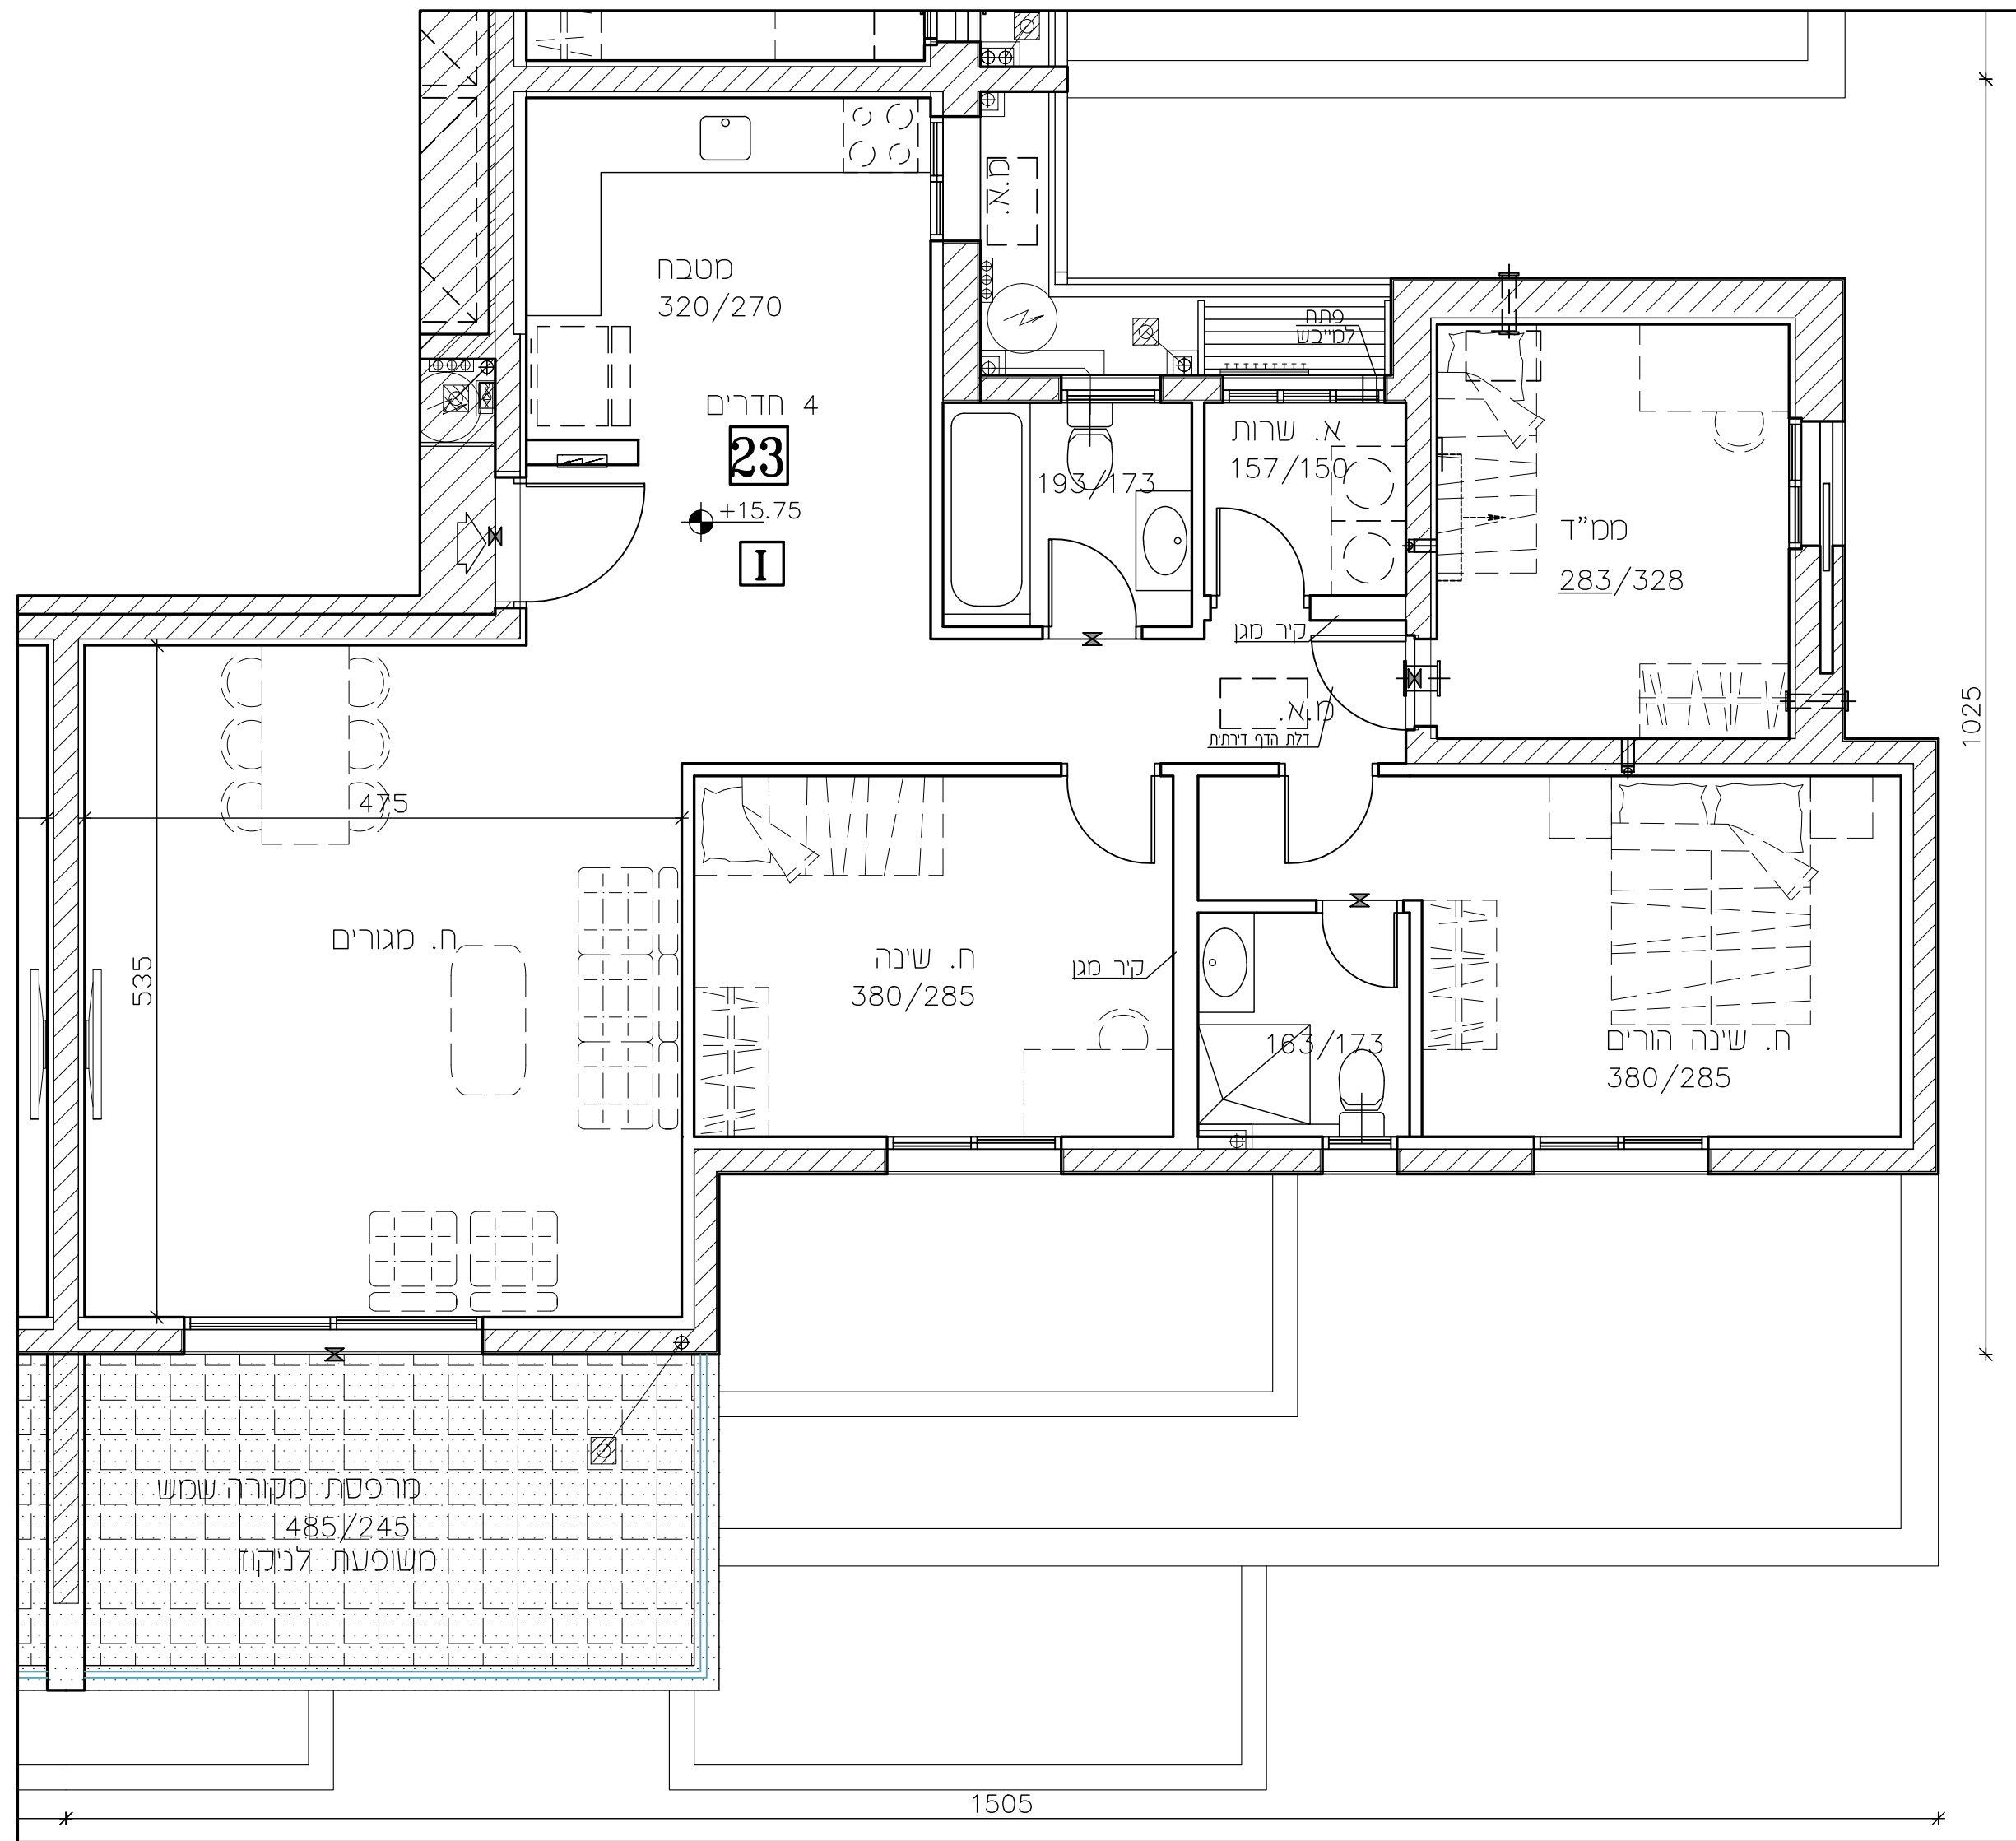 מטבח
320/270
מ.א.
פתח
למייבש
4 חדרים
23
+15.75
I
193/173
א. שרות
157/150
ממ"ד
283/328
קיר מגן
מ.א.
דלת הדף דירתית
1025
475
535
ח. מגורים
ח. שינה
380/285
קיר מגן
163/173
ח. שינה הורים
380/285
מרפסת מקורה שמש
485/245
משופעת לניקוז
1505